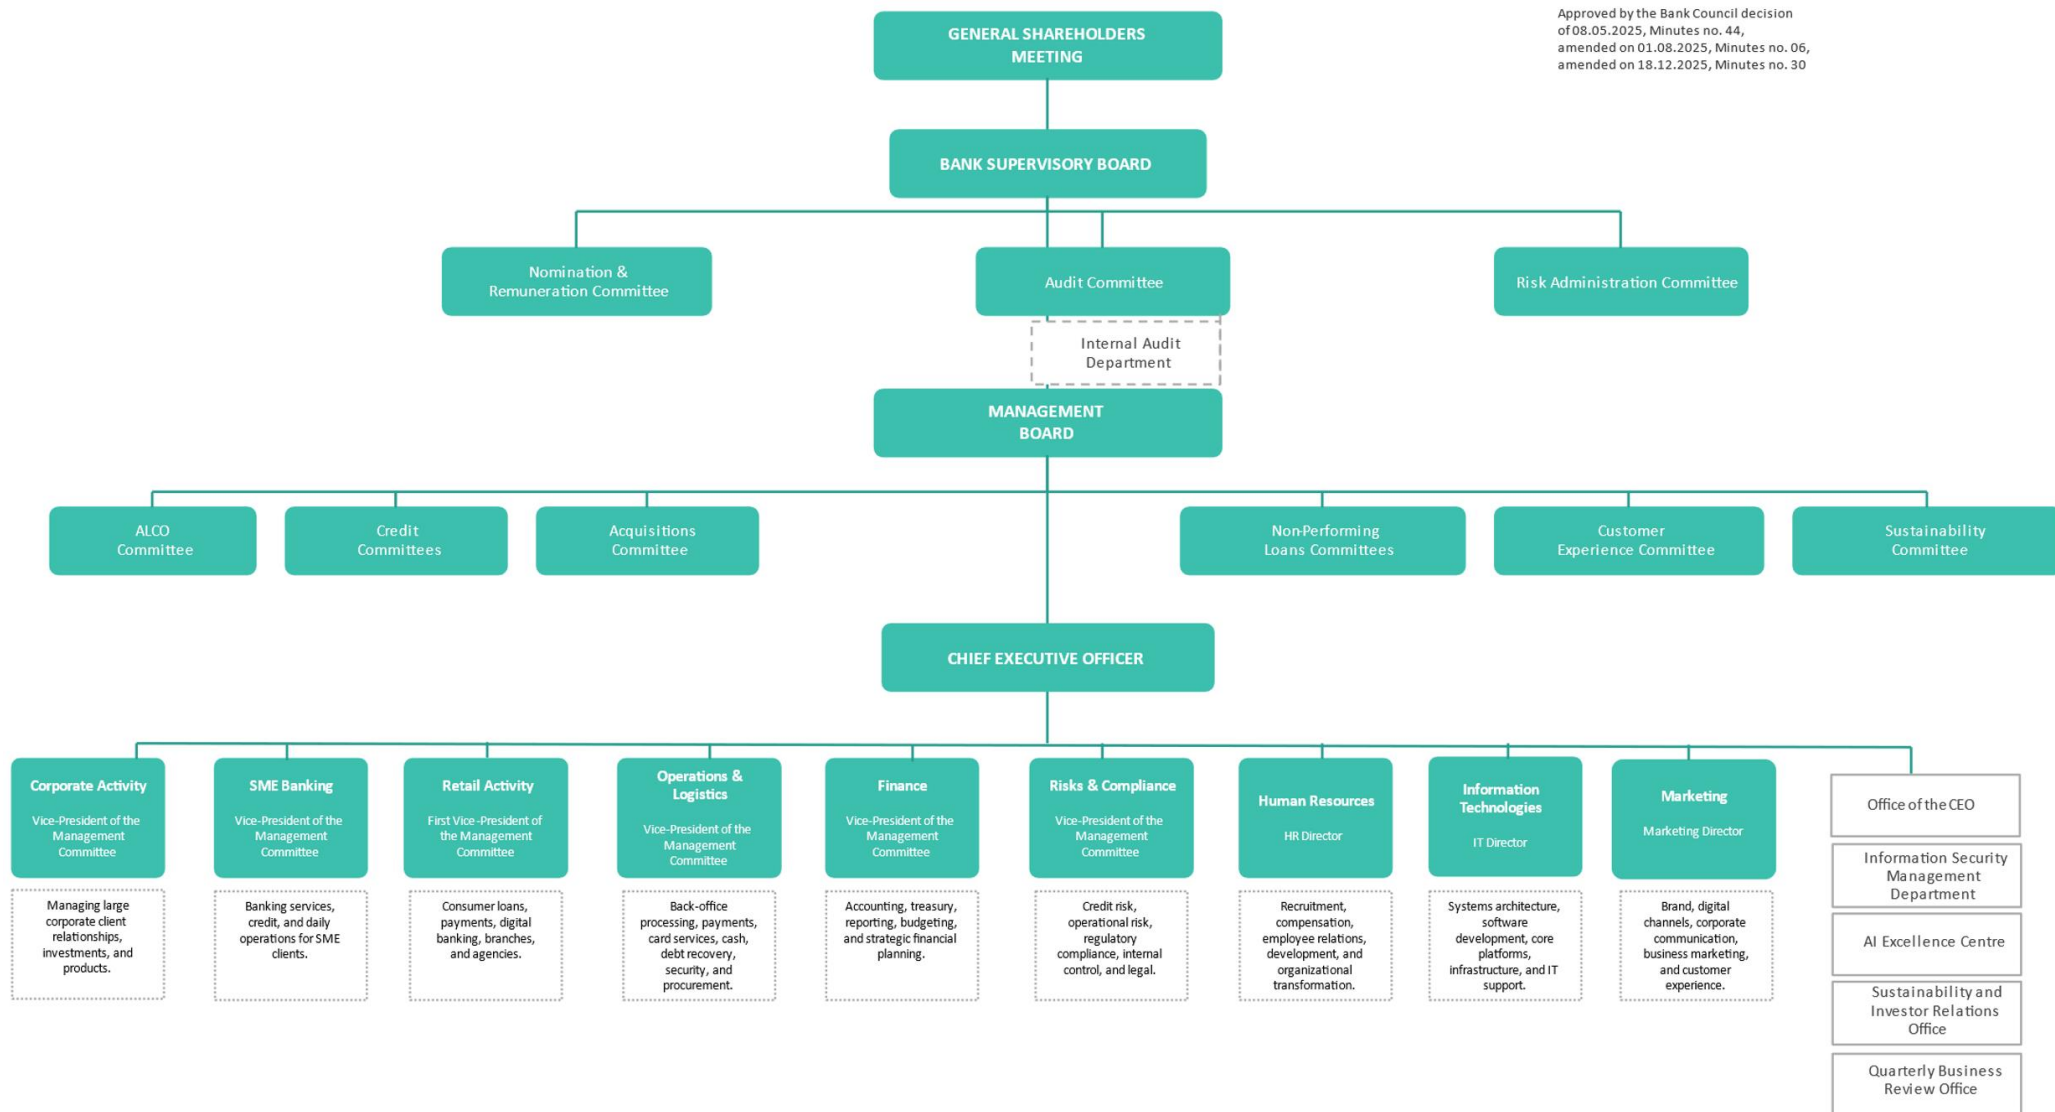 Approved by the Bank Council decision
of 08.05.2025, Minutes no. 44,
amended on 01.08.2025, Minutes no. 06,
amended on 18.12.2025, Minutes no. 30
GENERAL SHAREHOLDERS
MEETING
BANK SUPERVISORY BOARD
Nomination &
Remuneration Committee
Audit Committee
Risk Administration Committee
Internal Audit
Department
MANAGEMENT
BOARD
ALCO
Committee
Credit
Committees
Acquisitions
Committee
Non-Performing
Loans Committees
Customer
Experience Committee
Sustainability
Committee
CHIEF EXECUTIVE OFFICER
Corporate Activity
Vice-President of the
Management
Committee
Managing large
corporate client
relationships,
investments, and
products.
SME Banking
Vice-President of the
Management
Committee
Banking services,
credit, and daily
operations for SME
clients.
Retail Activity
First Vice -President of
the Management
Committee
Consumer loans,
payments, digital
banking, branches,
and agencies.
Operations &
Logistics
Vice-President of the
Management
Committee
Back-office
processing, payments,
card services, cash,
debt recovery,
security, and
procurement.
Finance
Vice-President of the
Management
Committee
Accounting, treasury,
reporting, budgeting,
and strategic financial
planning.
Risks & Compliance
Vice-President of the
Management
Committee
Credit risk,
operational risk,
regulatory
compliance, internal
control, and legal.
Human Resources
HR Director
Recruitment,
compensation,
employee relations,
development, and
organizational
transformation.
Information
Technologies
IT Director
Systems architecture,
software
development, core
platforms,
infrastructure, and IT
support.
Marketing
Marketing Director
Brand, digital
channels, corporate
communication,
business marketing,
and customer
experience.
Office of the CEO
Information Security
Management
Department
AI Excellence Centre
Sustainability and
Investor Relations
Office
Quarterly Business
Review Office